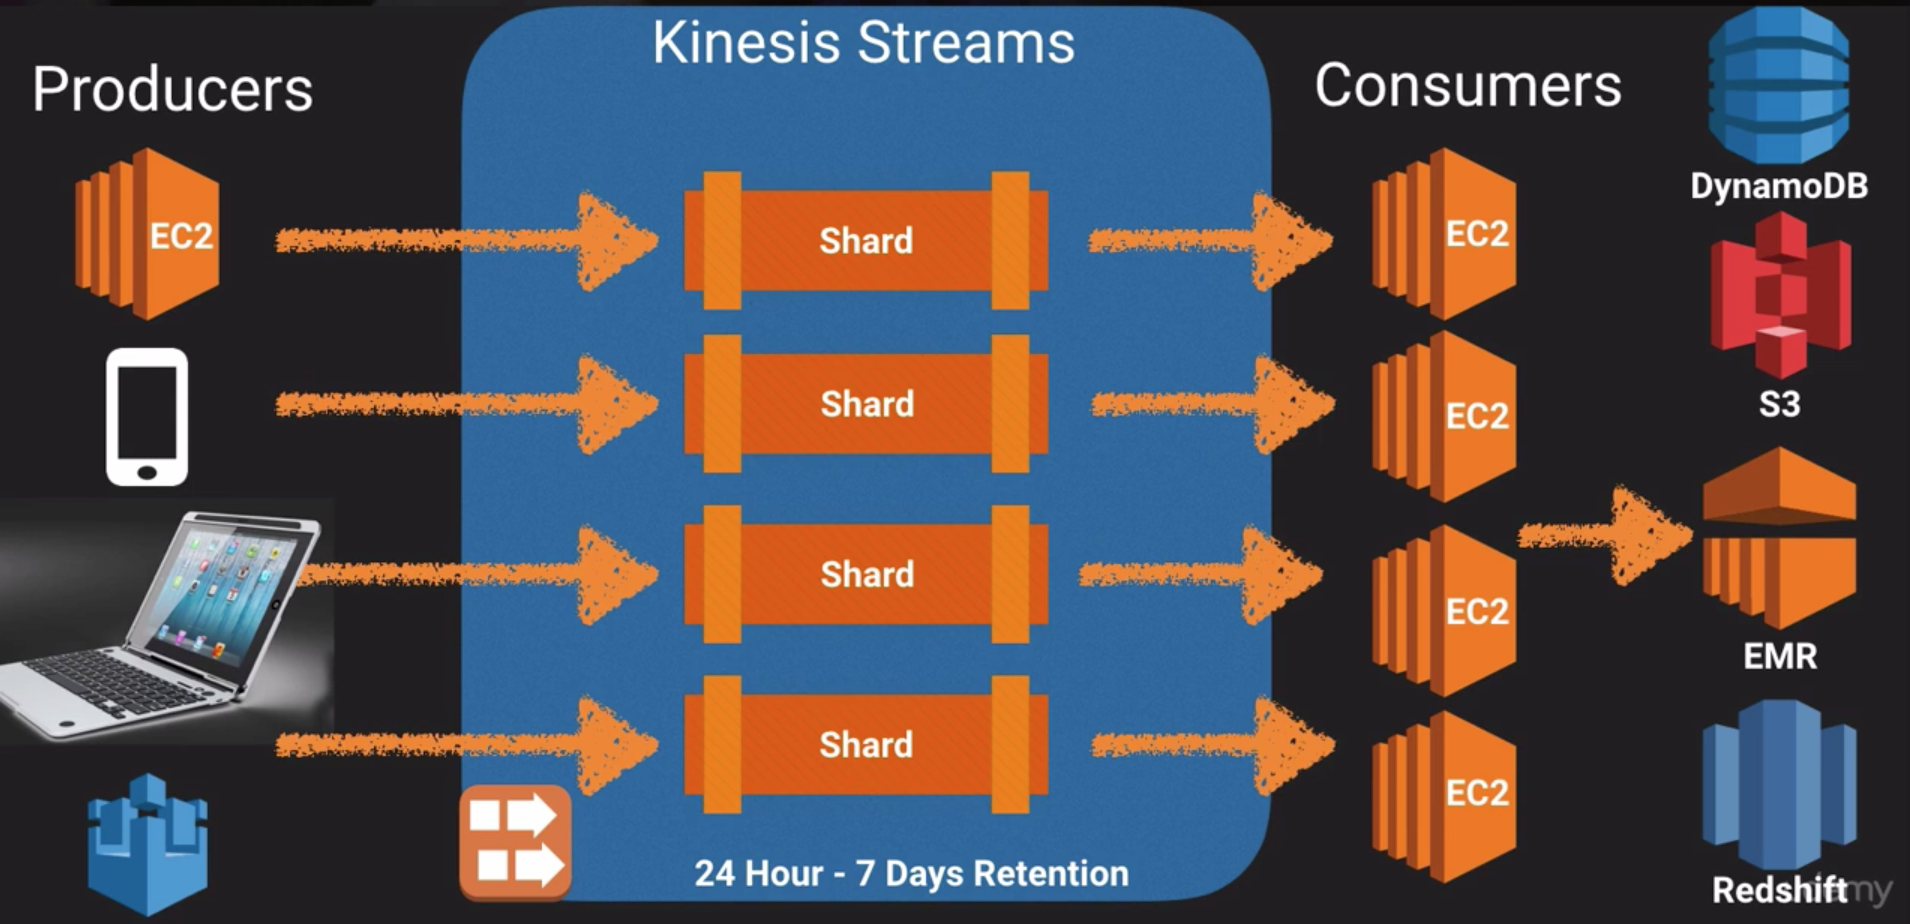 Kinesis Streams
Producers
Consumers
EC2
Shard
Shard
Shard
Shard
24 Hour - 7 Days Retention
EC2
EC2
EC2
EC2
DynamoDB
S3
EMR
Redshift